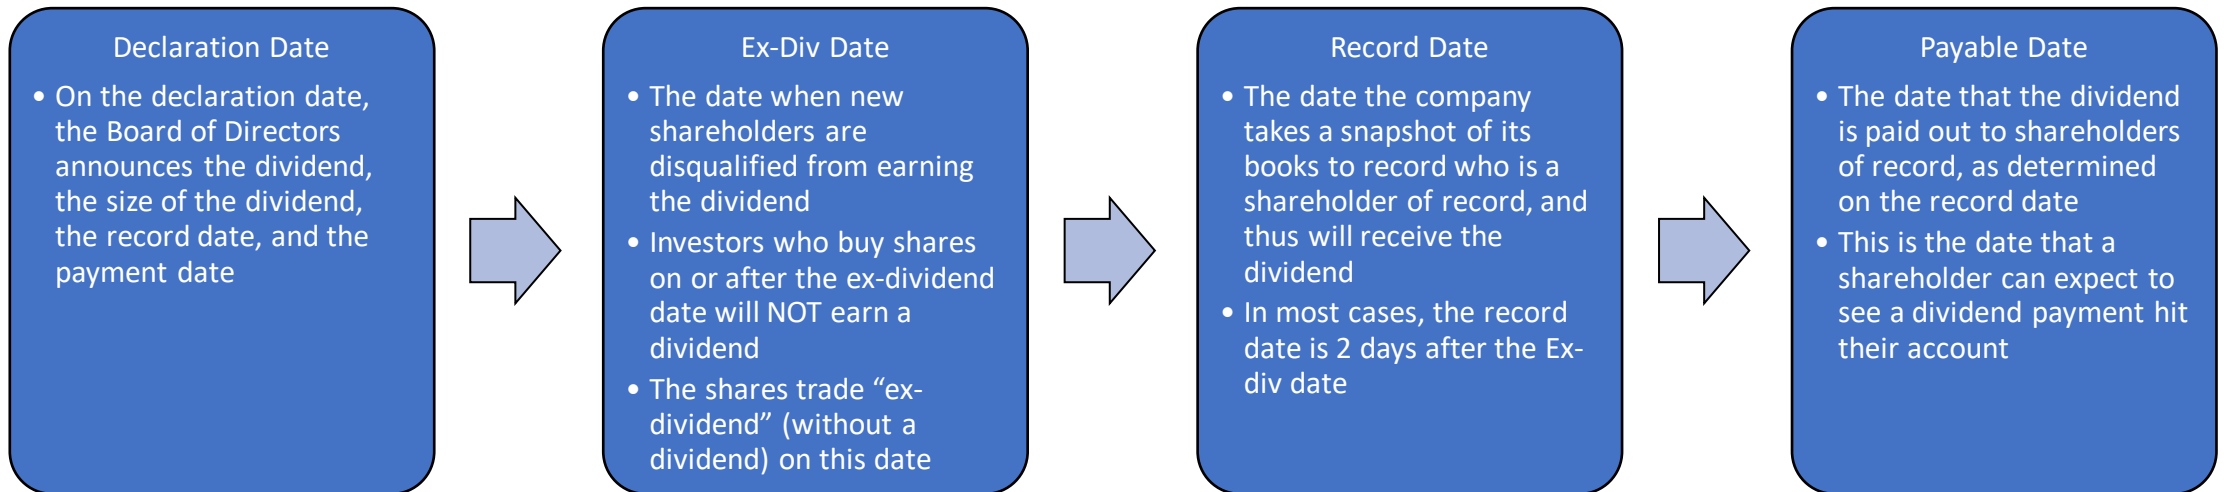 Declaration Date
• On the declaration date,
the Board of Directors
announces the dividend,
the size of the dividend,
the record date, and the
payment date
Ex-Div Date
• The date when new
shareholders are
disqualified from earning
the dividend
• Investors who buy shares
on or after the ex-dividend
date will NOT earn a
dividend
• The shares trade “ex-
dividend” (without a
dividend) on this date
Record Date
• The date the company
takes a snapshot of its
books to record who is a
shareholder of record, and
thus will receive the
dividend
• In most cases, the record
date is 2 days after the Ex-
div date
Payable Date
• The date that the dividend
is paid out to shareholders
of record, as determined
on the record date
• This is the date that a
shareholder can expect to
see a dividend payment hit
their account